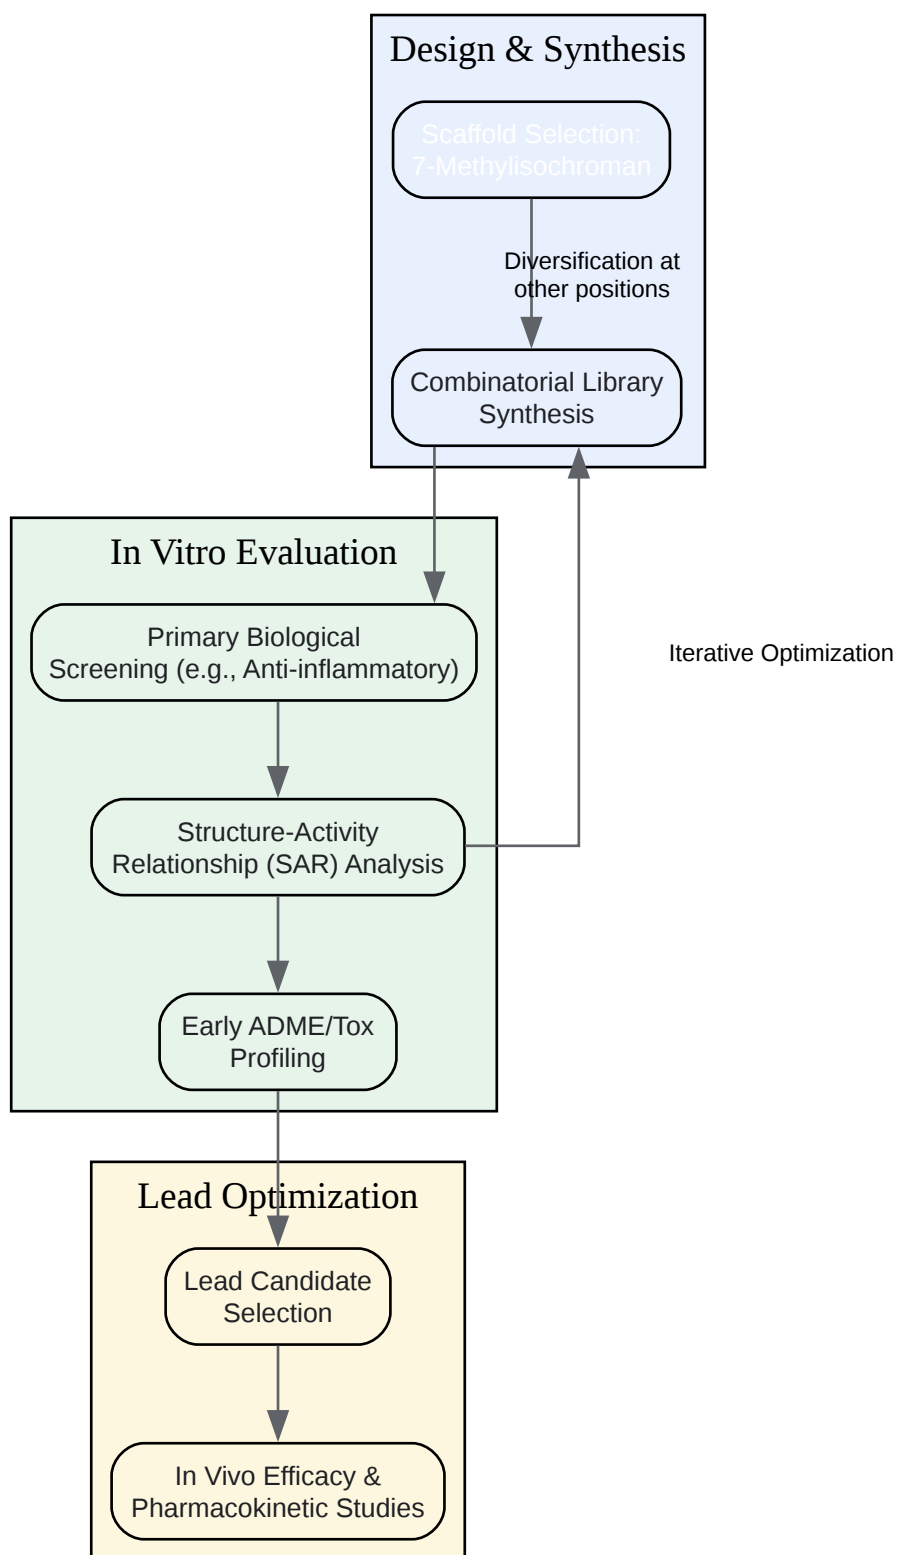 Design & Synthesis
Scaffold Selection:
7-Methylisochroman
Diversification at
other positions
Combinatorial Library
Synthesis
In Vitro Evaluation
Primary Biological
Screening (e.g., Anti-inflammatory)
Iterative Optimization
Structure-Activity
Relationship (SAR) Analysis
Early ADME/Tox
Profiling
Lead Optimization
Lead Candidate
Selection
In Vivo Efficacy &
Pharmacokinetic Studies